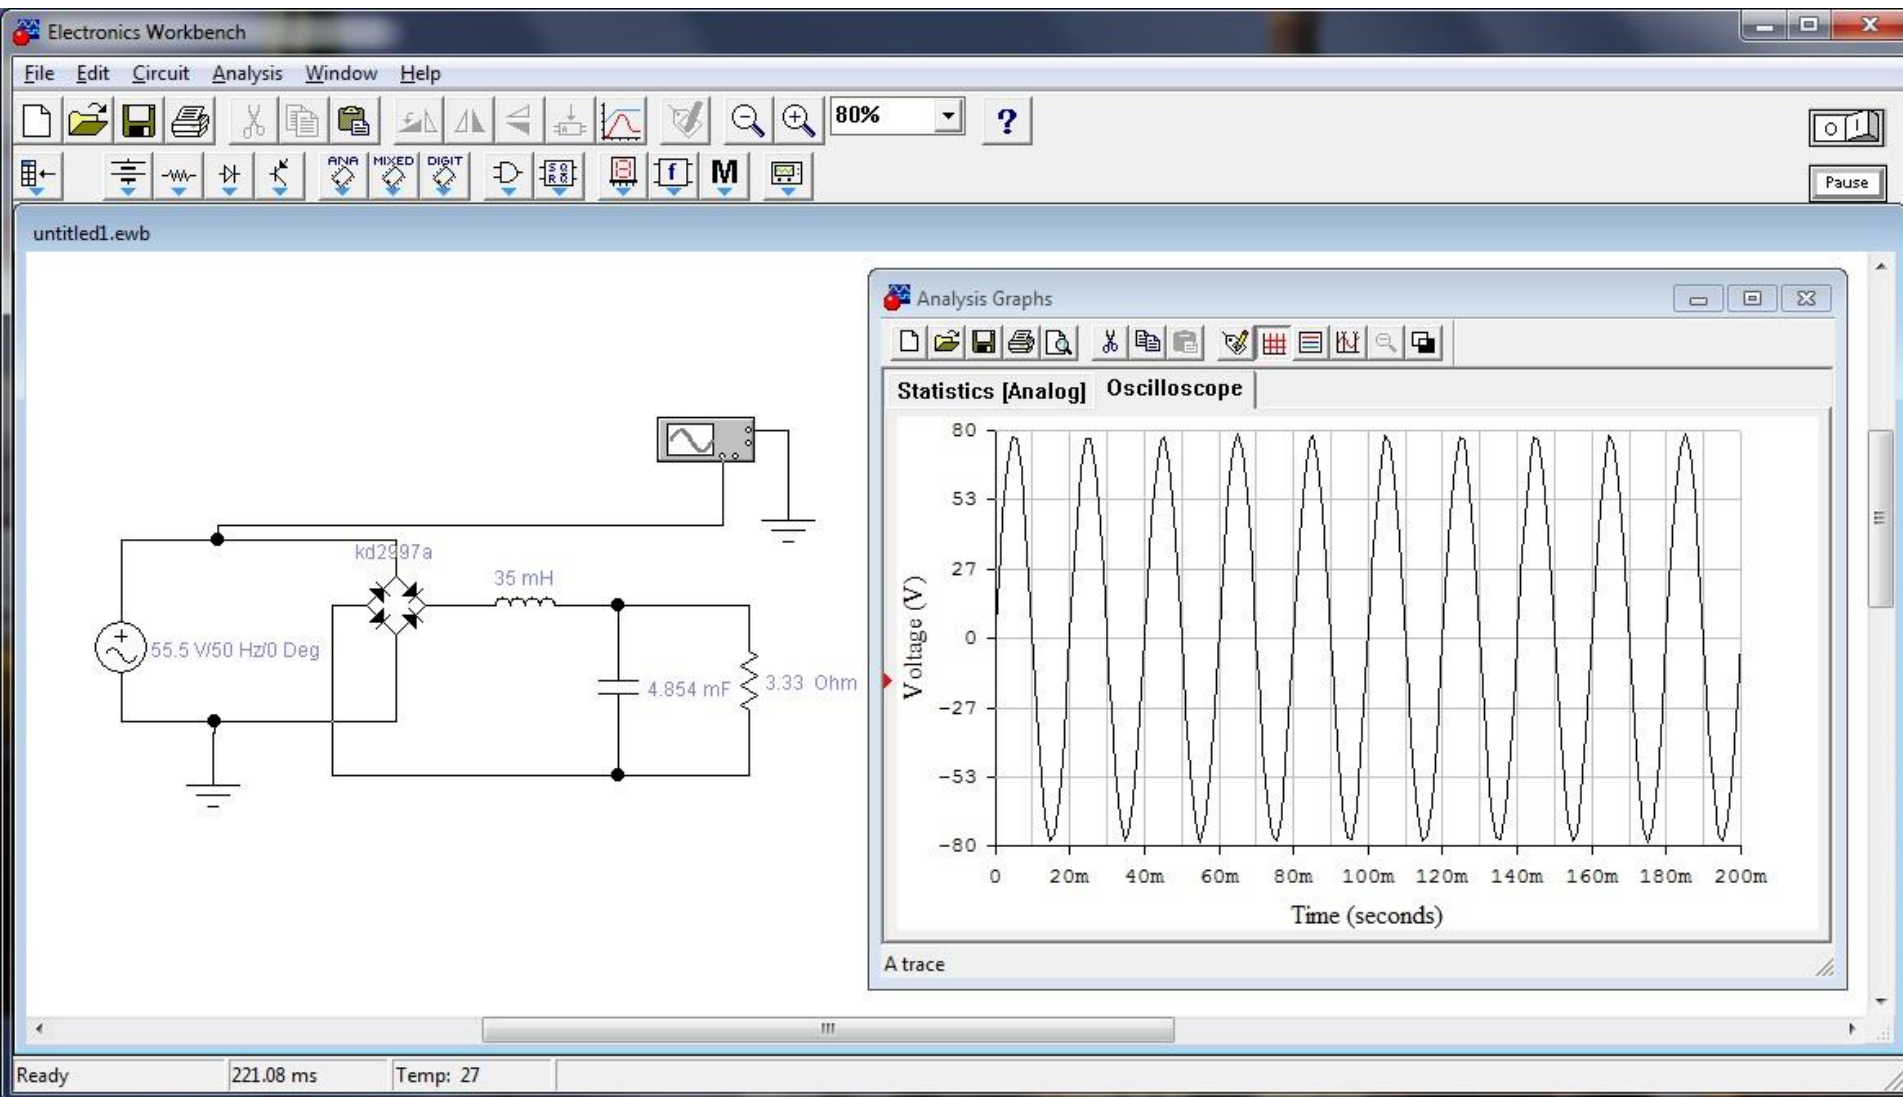 Electronics Workbench
File Edit Circuit Analysis Window Help
80%
?
O I
ANA MIXED DIGIT
f
M
Pause
untitled1.ewb
Analysis Graphs
Statistics [Analog] Oscilloscope
kd2997a
35 mH
55.5 V/50 Hz/0 Deg
4.854 mF
3.33 Ohm
80
53
27
0
-27
-53
-80
Voltage (V)
0 20m 40m 60m 80m 100m 120m 140m 160m 180m 200m
Time (seconds)
A trace
Ready 221.08 ms Temp: 27